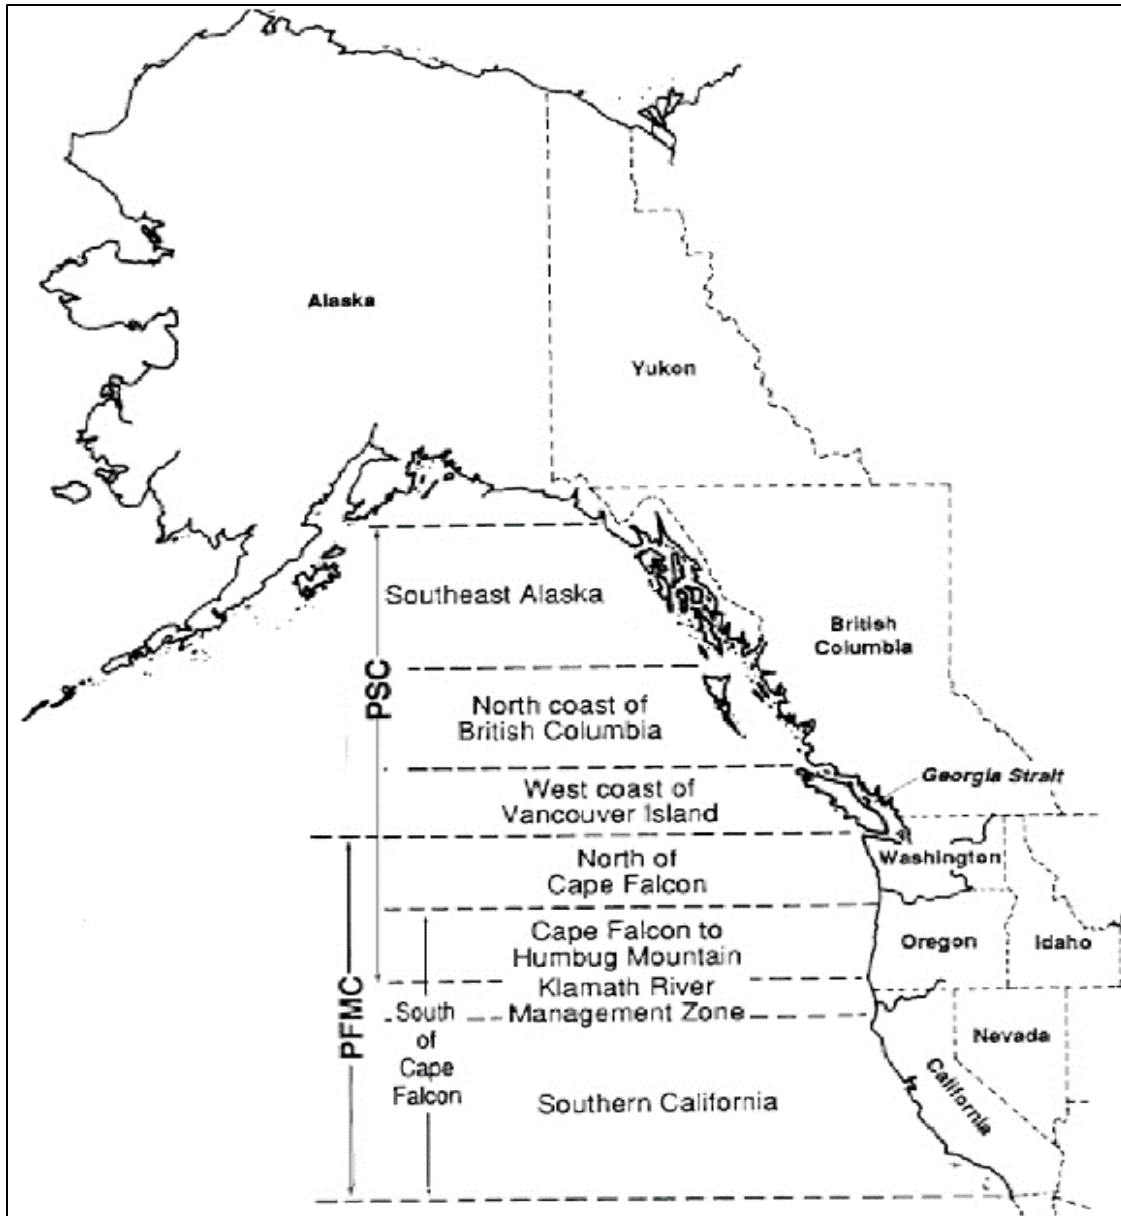 Alaska
Yukon
Southeast Alaska
British
Columbia
PSC
North coast of
British Columbia
Georgia Strait
West coast of
Vancouver Island
North of
Cape Falcon
Washington
Cape Falcon to
Humbug Mountain
Oregon
Idaho
Klamath River
Management Zone
PFMC
South
of
Cape
Falcon
Nevada
California
Southern California